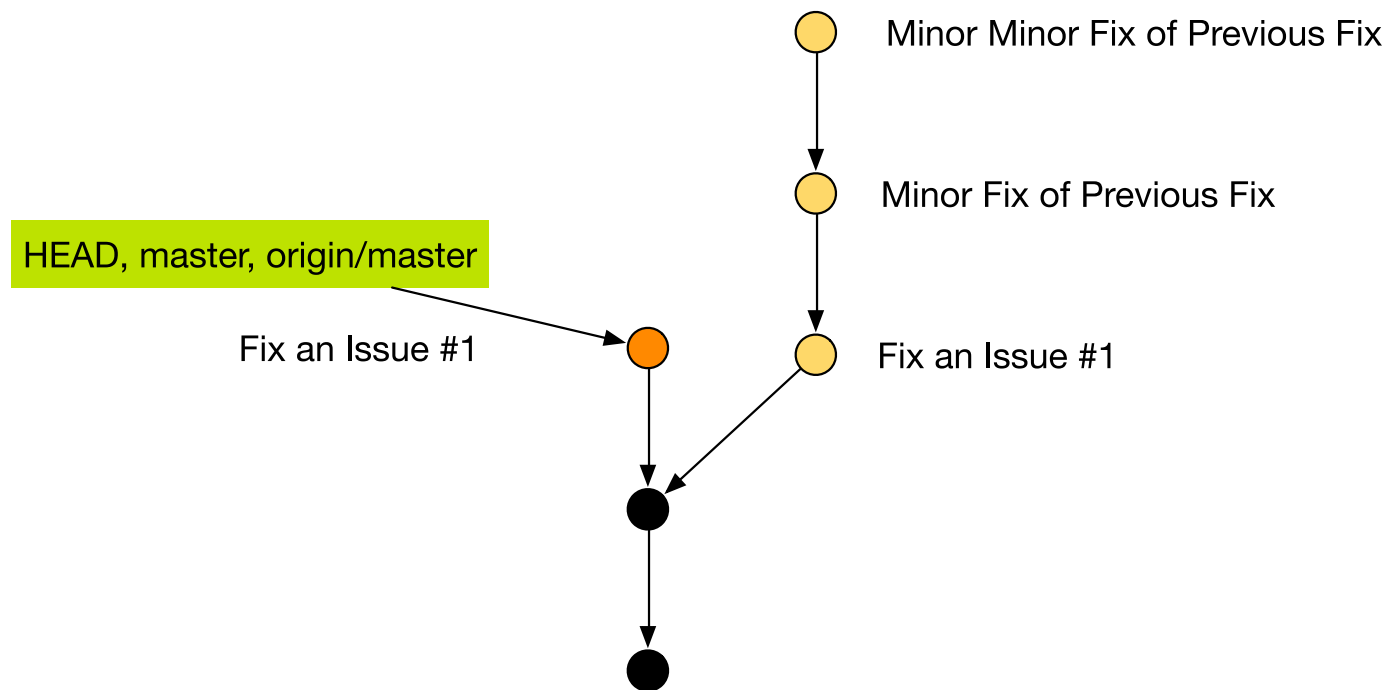 Minor Minor Fix of Previous Fix
Minor Fix of Previous Fix
HEAD, master, origin/master
Fix an Issue #1
Fix an Issue #1